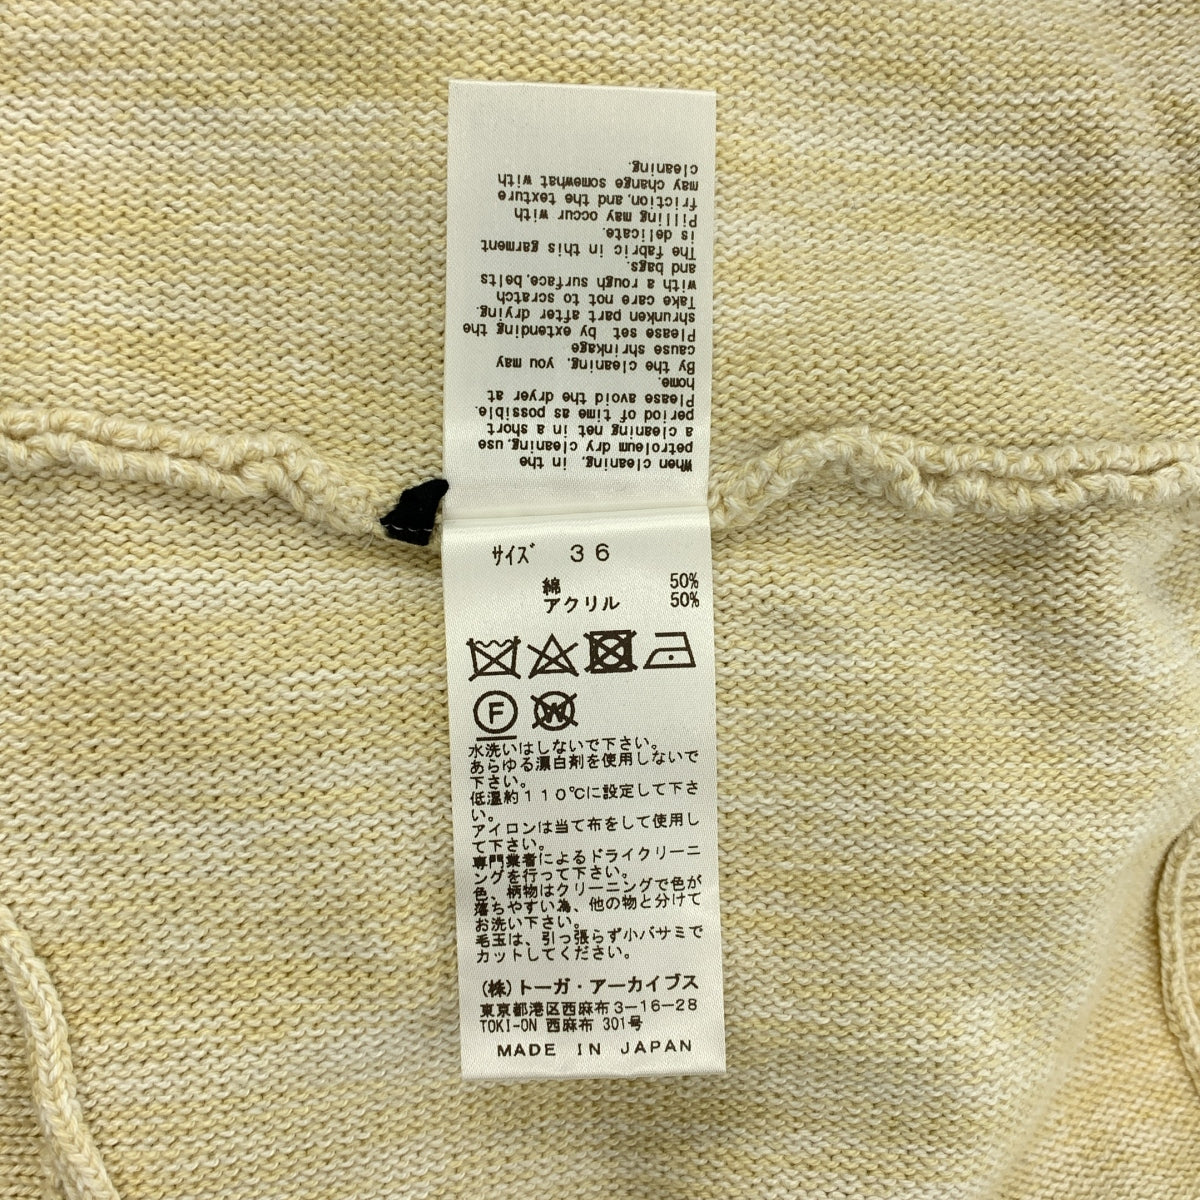 When cleaning, in the
petroleum dry cleaning, use
a cleaning net in a short
period of time as possible.
Please avoid the dryer at
home.
By the cleaning, you may
cause shrinkage
Please set by extending the
shrunken part after drying.
Take care not to scratch
with a rough surface, belts
and bags.
The fabric in this garment
is delicate.
Pilling may occur with
friction, and the texture
may change somewhat with
cleaning.
サイズ 36
綿 50%
アクリル 50%
F W
水洗いはしないで下さい。
あらゆる漂白剤を使用しないで
下さい。
低温約110℃に設定して下さ
い。
アイロンは当て布をして使用し
て下さい。
専門業者によるドライクリーニ
ングを行って下さい。
色、柄物はクリーニングで色が
落ちやすい為、他の物と分けて
お洗い下さい。
毛玉は、引っ張らず小バサミで
カットしてください。
(株)トーガ・アーカイブス
東京都港区西麻布3-16-28
TOKI-ON 西麻布 301号
MADE IN JAPAN